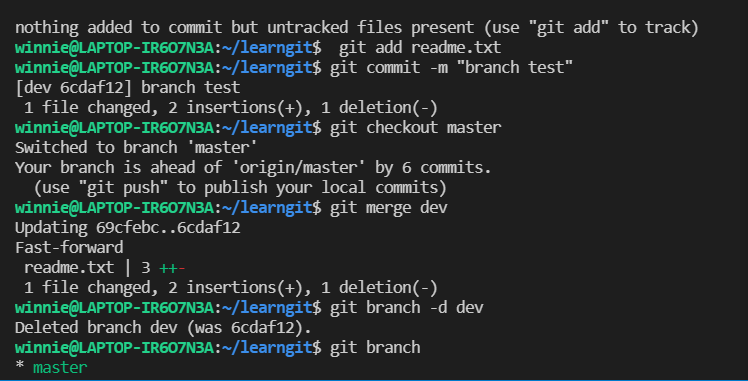 nothing added to commit but untracked files present (use "git add" to track)
winnie@LAPTOP-IR6O7N3A:~/learngit$  git add readme.txt
winnie@LAPTOP-IR6O7N3A:~/learngit$ git commit -m "branch test"
[dev 6cdaf12] branch test
 1 file changed, 2 insertions(+), 1 deletion(-)
winnie@LAPTOP-IR6O7N3A:~/learngit$ git checkout master
Switched to branch 'master'
Your branch is ahead of 'origin/master' by 6 commits.
  (use "git push" to publish your local commits)
winnie@LAPTOP-IR6O7N3A:~/learngit$ git merge dev
Updating 69cfebc..6cdaf12
Fast-forward
 readme.txt | 3 ++-
 1 file changed, 2 insertions(+), 1 deletion(-)
winnie@LAPTOP-IR6O7N3A:~/learngit$ git branch -d dev
Deleted branch dev (was 6cdaf12).
winnie@LAPTOP-IR6O7N3A:~/learngit$ git branch
* master